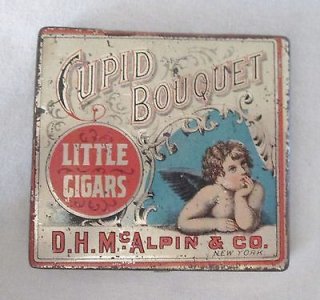 CUPID
BOUQUET
LITTLE
CIGARS
D.H. McALPIN & CO.
NEW YORK